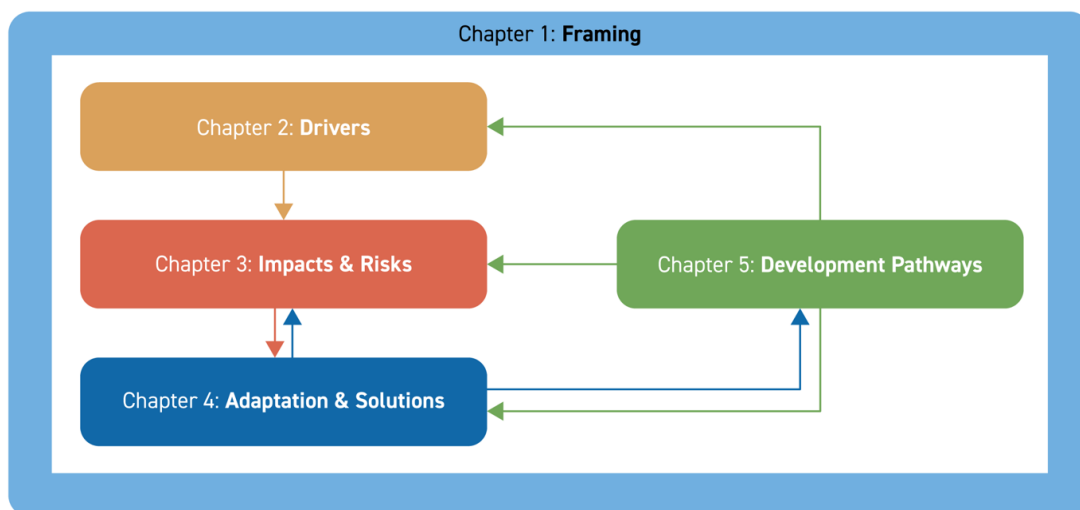 Chapter 1: Framing
Chapter 2: Drivers
Chapter 3: Impacts & Risks
Chapter 5: Development Pathways
Chapter 4: Adaptation & Solutions